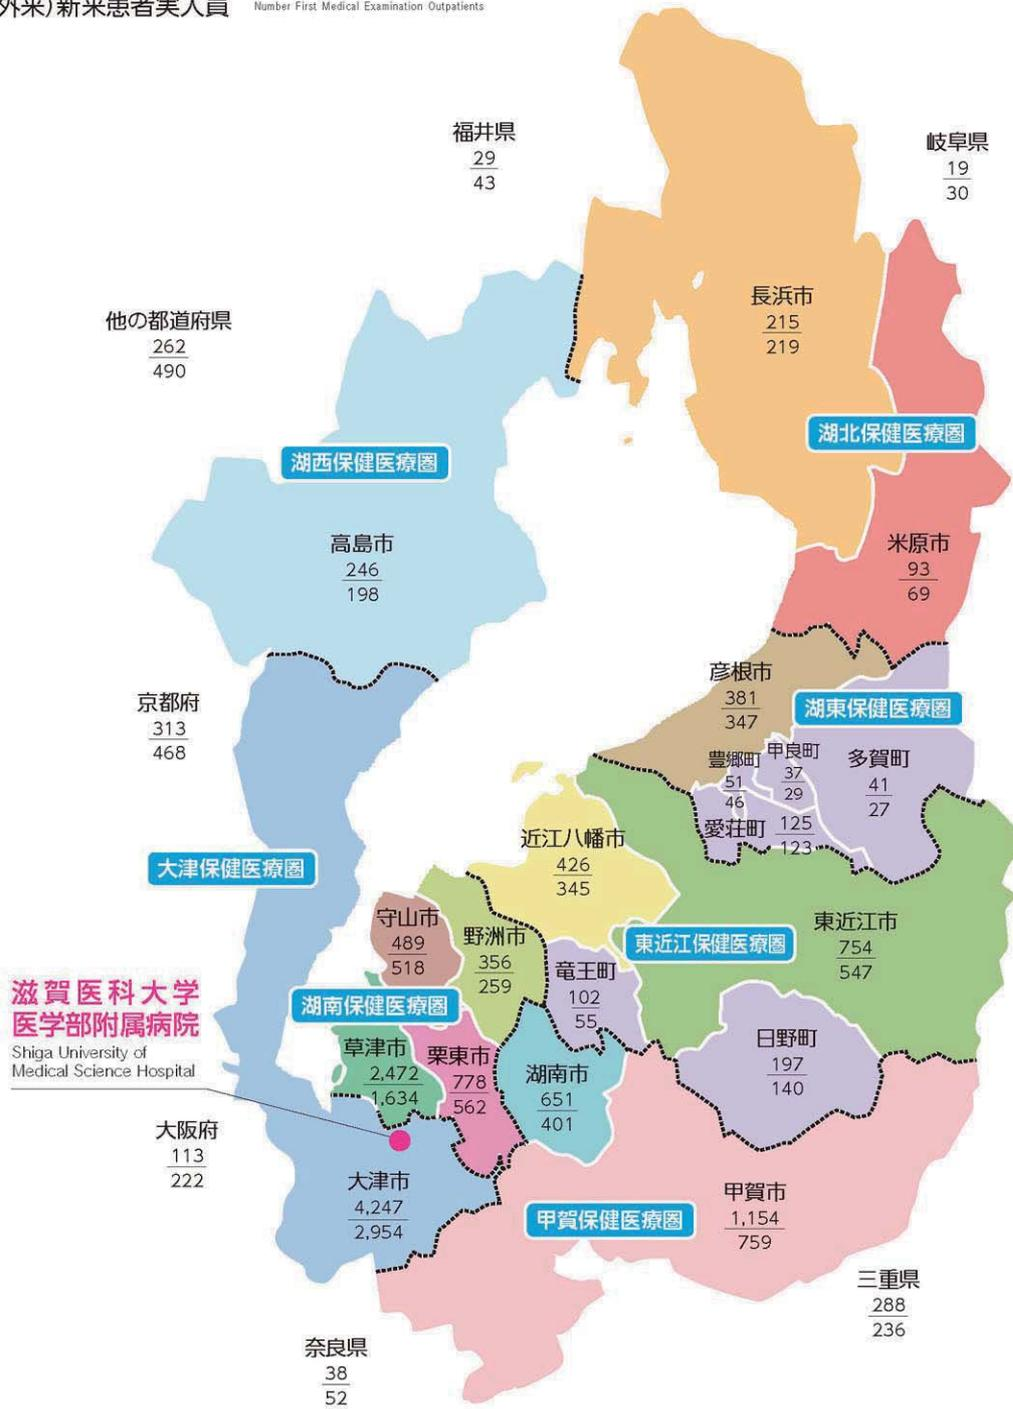 外来)新来患者実人員
Number First Medical Examination Outpatients
福井県
29
43
岐阜県
19
30
他の都道府県
262
490
長浜市
215
219
湖北保健医療圏
湖西保健医療圏
高島市
246
198
米原市
93
69
京都府
313
468
彦根市
381
347
湖東保健医療圏
豊郷町
51
46
甲良町
37
29
多賀町
41
27
愛荘町
125
123
近江八幡市
426
345
大津保健医療圏
守山市
489
518
野洲市
356
259
東近江保健医療圏
東近江市
754
547
竜王町
102
55
滋賀医科大学
医学部附属病院
Shiga University of
Medical Science Hospital
湖南保健医療圏
草津市
2,472
1,634
栗東市
778
562
湖南市
651
401
日野町
197
140
大阪府
113
222
大津市
4,247
2,954
甲賀保健医療圏
甲賀市
1,154
759
三重県
288
236
奈良県
38
52